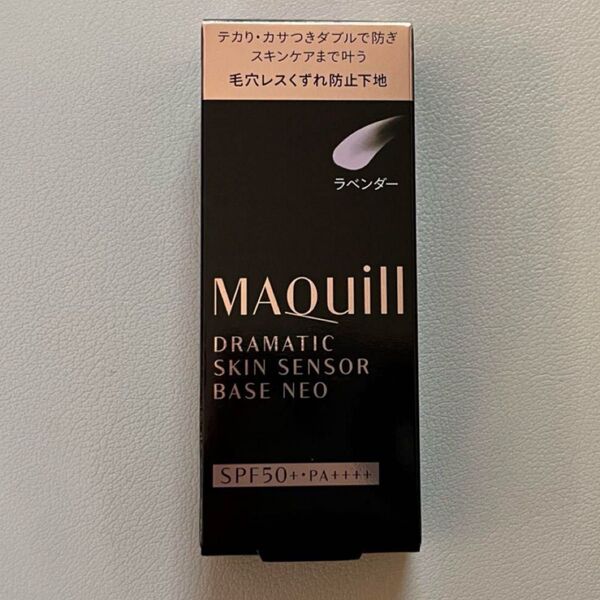 テカリ・カサつきダブルで防ぎ
スキンケアまで叶う
毛穴レスくずれ防止下地
ラベンダー
MAQuill
DRAMATIC
SKIN SENSOR
BASE NEO
SPF50+・PA++++